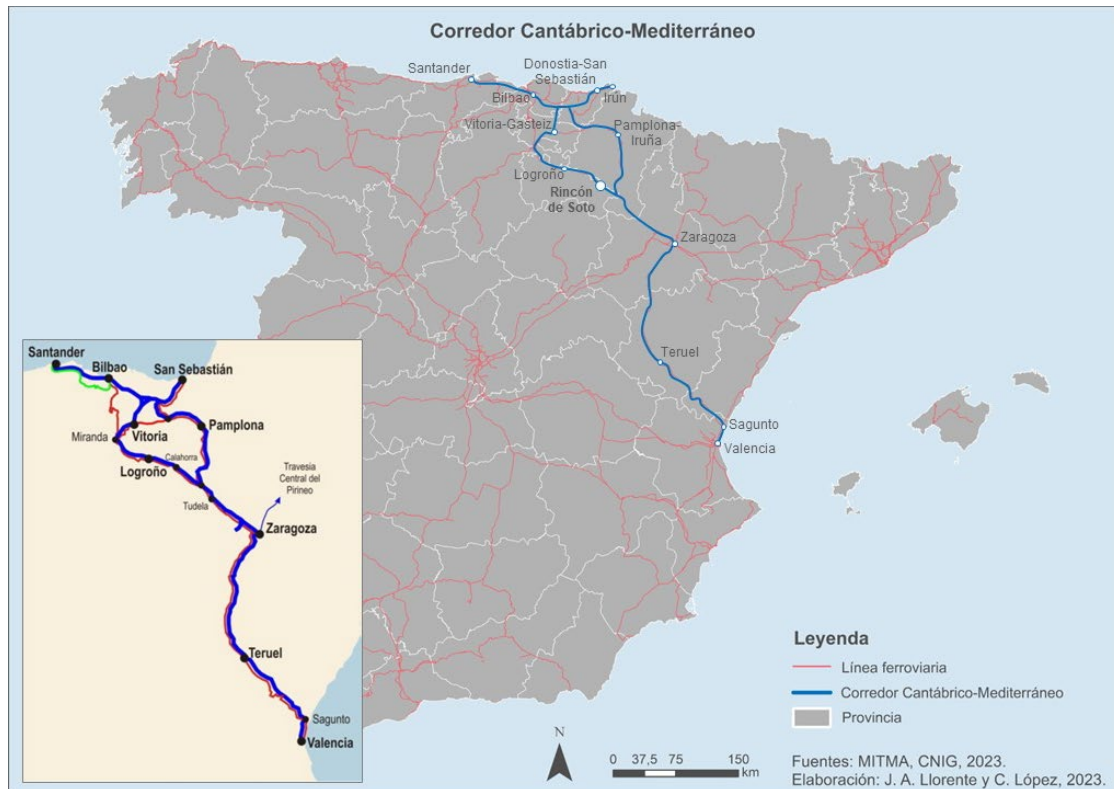 Corredor Cantábrico-Mediterráneo
Santander
Donostia-San
Sebastián
Bilbao
Irún
Vitoria-Gasteiz
Pamplona-
Iruña
Logroño
Rincón
de Soto
Zaragoza
Teruel
Sagunto
Valencia
Santander
Bilbao
San Sebastián
Miranda
Vitoria
Pamplona
Calahorra
Logroño
Travesia
Central del
Pirineo
Tudela
Zaragoza
Teruel
Sagunto
Valencia
Leyenda
Línea ferroviaria
Corredor Cantábrico-Mediterráneo
Provincia
N
0 37,5 75 150
km
Fuentes: MITMA, CNIG, 2023.
Elaboración: J. A. Llorente y C. López, 2023.